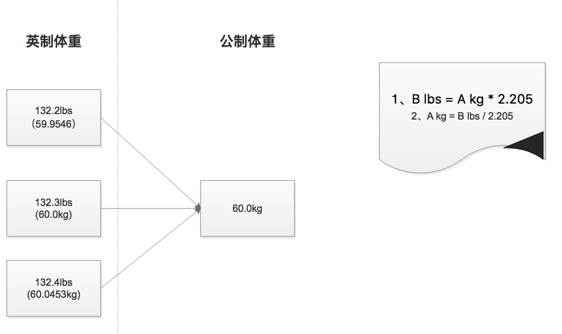 英制体重
公制体重
132.2lbs
（59.9546）
132.3lbs
(60.0kg)
132.4lbs
(60.0453kg)
60.0kg
1、B lbs = A kg * 2.205
2、A kg = B lbs / 2.205